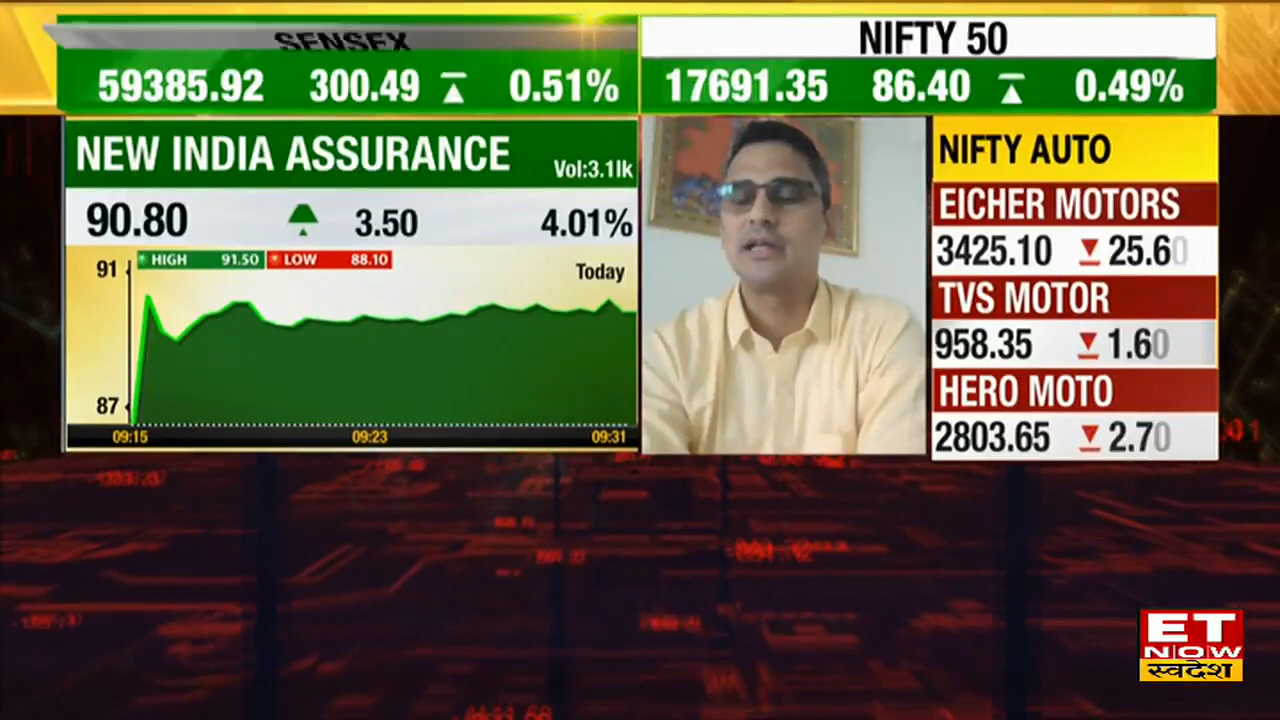 SENSEX
59385.92 300.49 0.51%
NIFTY 50
17691.35 86.40 0.49%
NEW INDIA ASSURANCE Vol:3.1lk
90.80 3.50 4.01%
HIGH 91.50 LOW 88.10
Today
91
87
09:15 09:23 09:31
NIFTY AUTO
EICHER MOTORS
3425.10 25.60
TVS MOTOR
958.35 1.60
HERO MOTO
2803.65 2.70
ET
NOW
स्वदेश